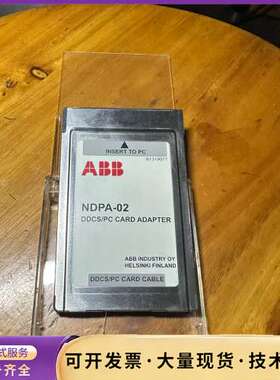 INSERT TO PC
ABB
NDPA-02
DDCS/PC CARD ADAPTER
ABB INDUSTRY OY
HELSINKI FINLAND
DDCS/PC CARD CABLE
式服务
齐全
可开发票·大量现货·技术